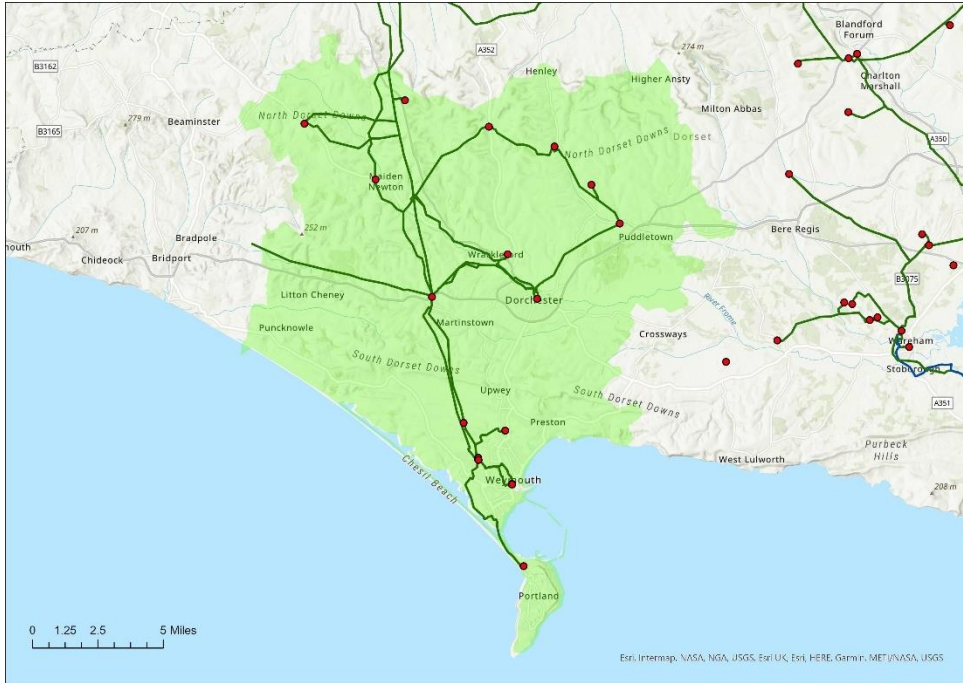 Blandford
Forum
A352
274 m
B3162
Henley
Higher Ansty
Charlton
Marshall
Milton Abbas
279 m
Beaminster
North Dorset Downs
B3165
A350
North Dorset Downs
Dorset
Maiden
Newton
207 m
252 m
Bradpole
Puddletown
Bere Regis
mouth
Chideock
Bridport
B3075
Litton Cheney
Dorchester
River Frome
Martinstown
Puncknowle
Crossways
Wareham
South Dorset Downs
Stoborough
Upwey
South Dorset Downs
A351
Preston
Purbeck
Hills
West Lulworth
Chesil Beach
Weymouth
208 m
Portland
0 1.25 2.5 5 Miles
Esri, Intermap, NASA, NGA, USGS, Esri UK, Esri, HERE, Garmin, METI/NASA, USGS